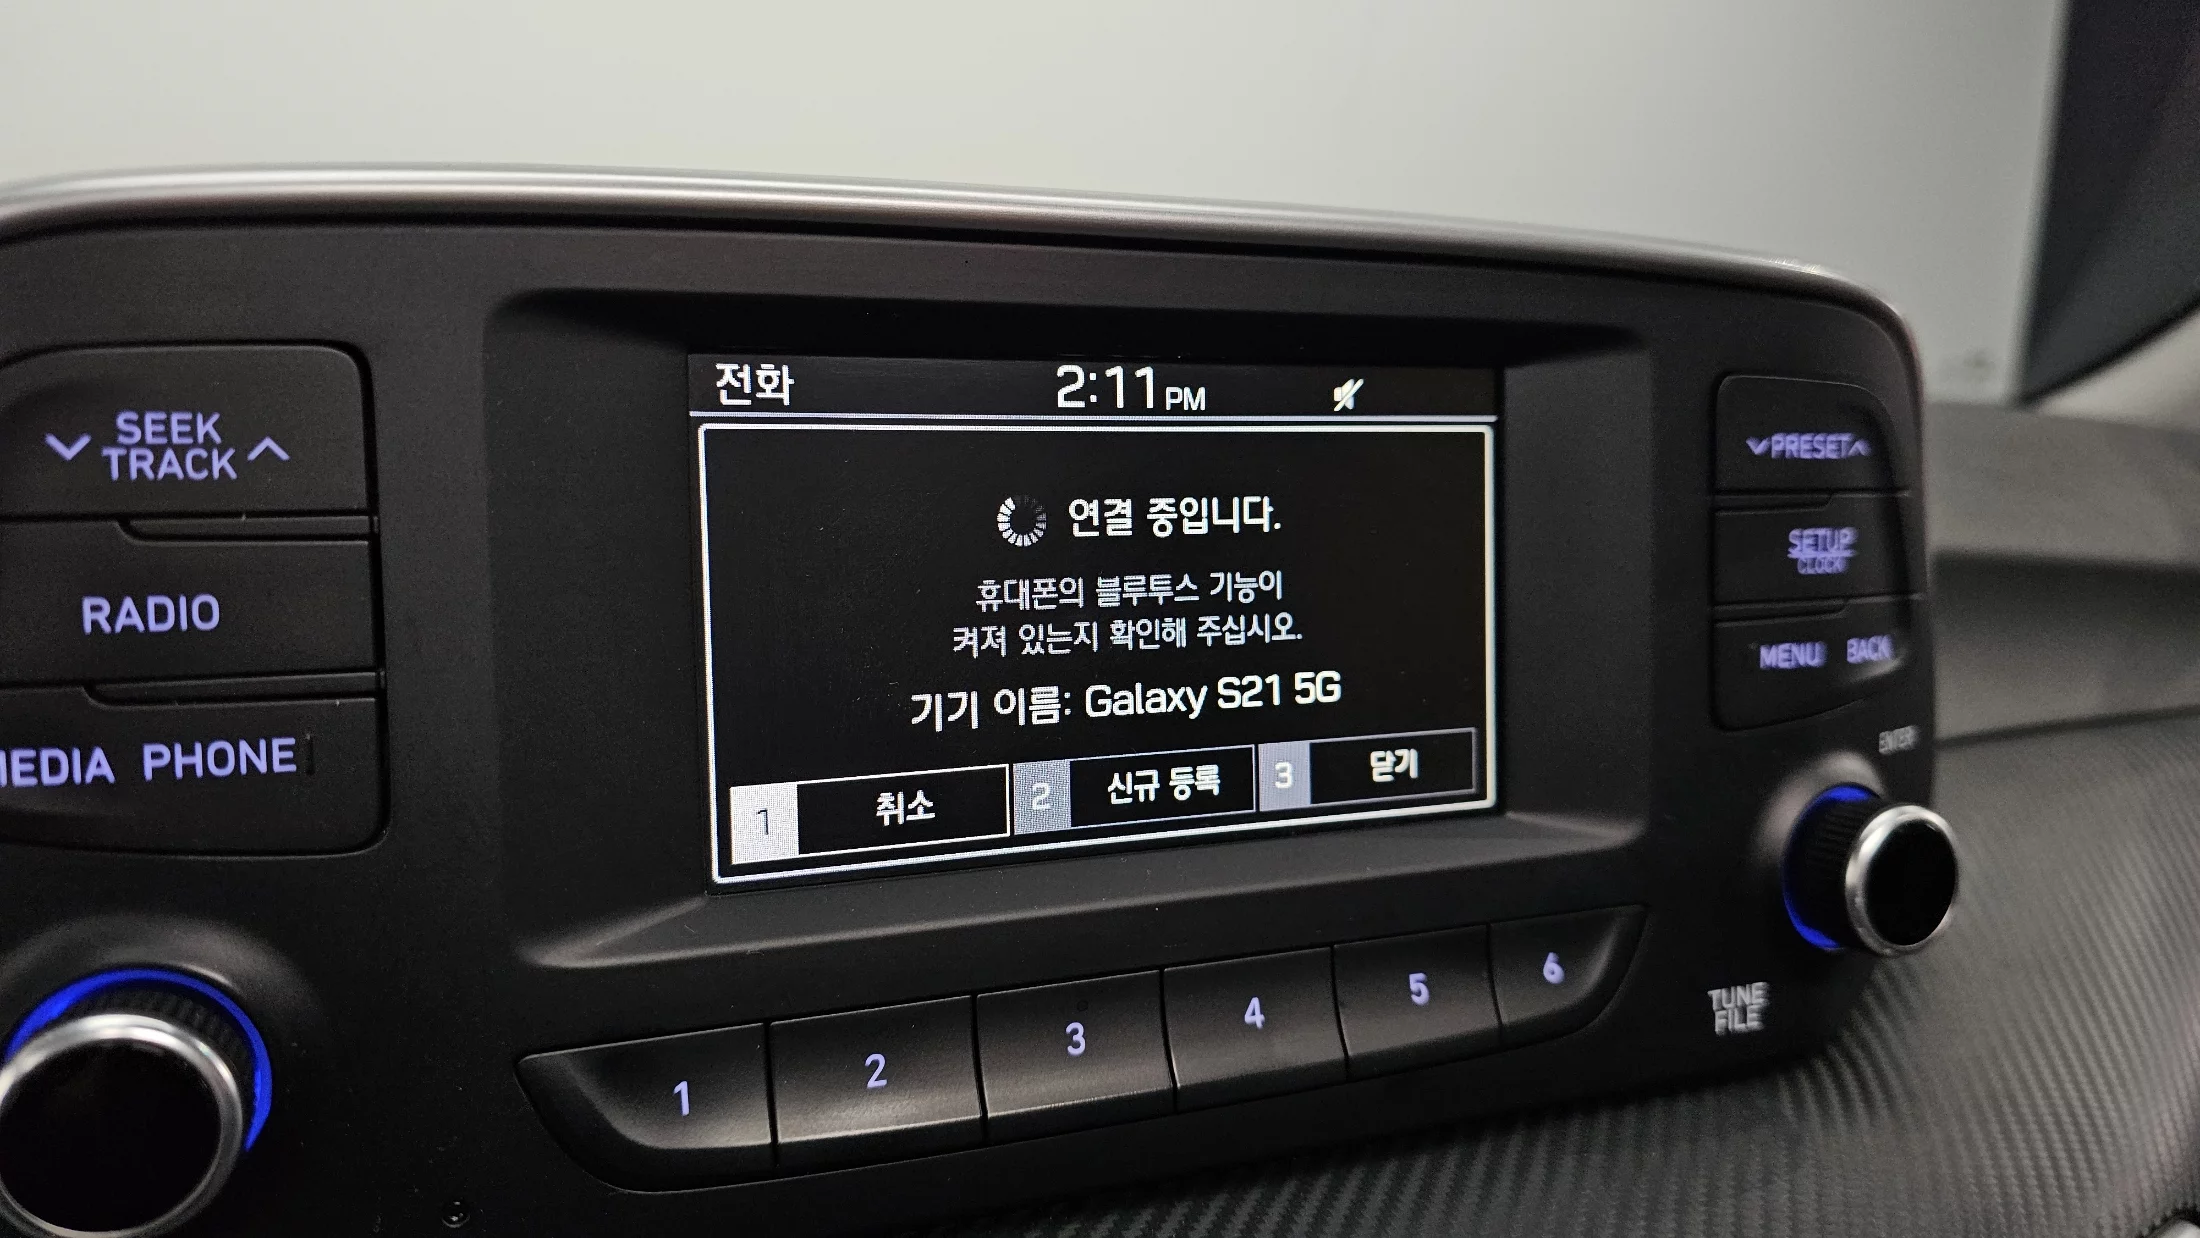 전화
2:11 PM
연결 중입니다.
휴대폰의 블루투스 기능이
켜져 있는지 확인해 주십시오.
기기 이름: Galaxy S21 5G
1 취소
2 신규 등록
3 닫기
SEEK
TRACK
RADIO
MEDIA PHONE
PRESET
SETUP
CLOCK
MENU BACK
ENTER
TUNE
FILE
1
2
3
4
5
6